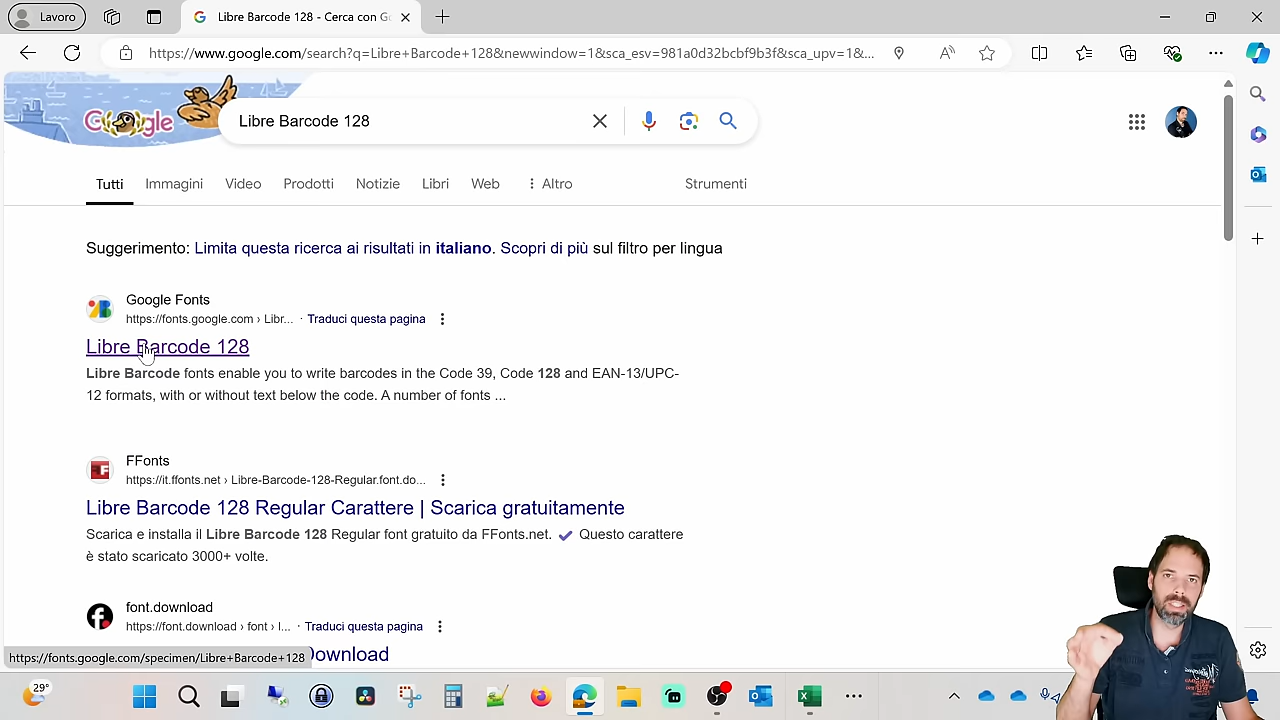 Lavoro
Libre Barcode 128 - Cerca con Go
https://www.google.com/search?q=Libre+Barcode+128&newwindow=1&sca_esv=981a0d32bcbf9b3f&sca_upv=1&...
Google
Libre Barcode 128
Tutti
Immagini
Video
Prodotti
Notizie
Libri
Web
Altro
Strumenti
Suggerimento: Limita questa ricerca ai risultati in italiano. Scopri di più sul filtro per lingua
Google Fonts
https://fonts.google.com › Libr... · Traduci questa pagina
Libre Barcode 128
Libre Barcode fonts enable you to write barcodes in the Code 39, Code 128 and EAN-13/UPC-
12 formats, with or without text below the code. A number of fonts ...
FFonts
https://it.ffonts.net › Libre-Barcode-128-Regular.font.do...
Libre Barcode 128 Regular Carattere | Scarica gratuitamente
Scarica e installa il Libre Barcode 128 Regular font gratuito da FFonts.net. ✓ Questo carattere
è stato scaricato 3000+ volte.
font.download
https://font.download › font › l... · Traduci questa pagina
Download
https://fonts.google.com/specimen/Libre+Barcode+128
29°